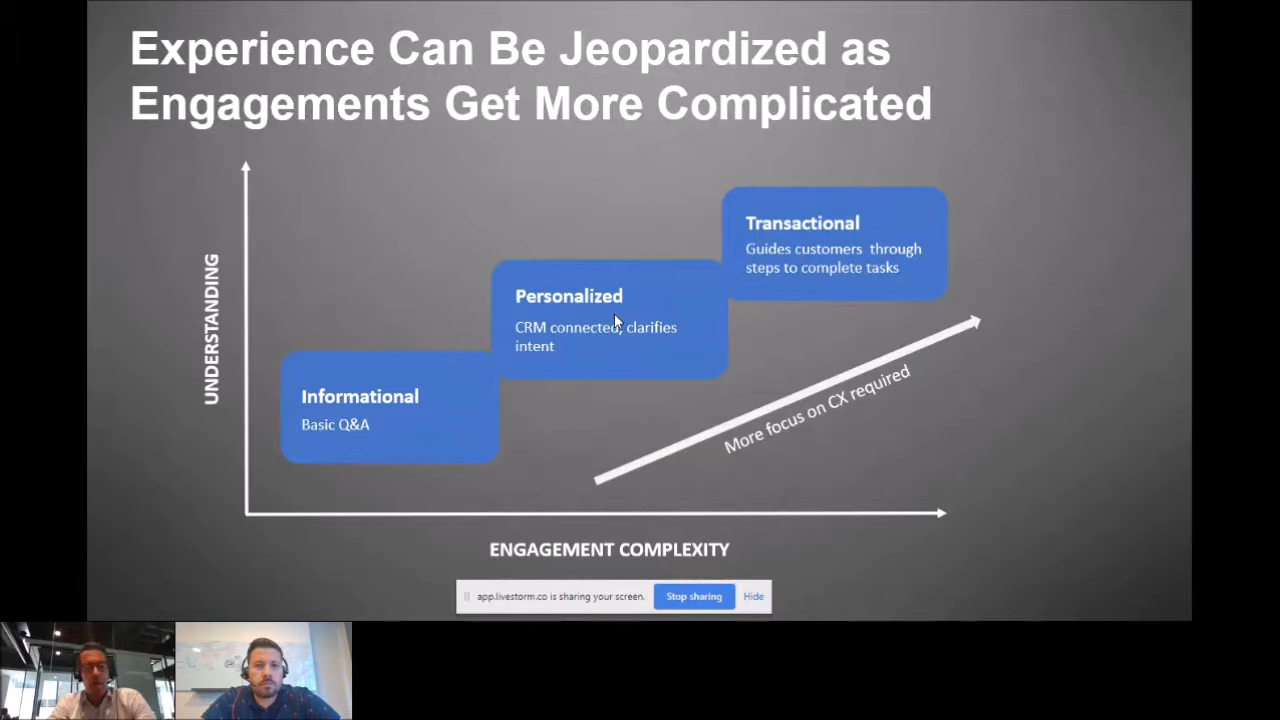 Experience Can Be Jeopardized as
Engagements Get More Complicated
UNDERSTANDING
Transactional
Guides customers through
steps to complete tasks
Personalized
CRM connected, clarifies
intent
Informational
Basic Q&A
More focus on CX required
ENGAGEMENT COMPLEXITY
app.livestorm.co is sharing your screen.
Stop sharing
Hide